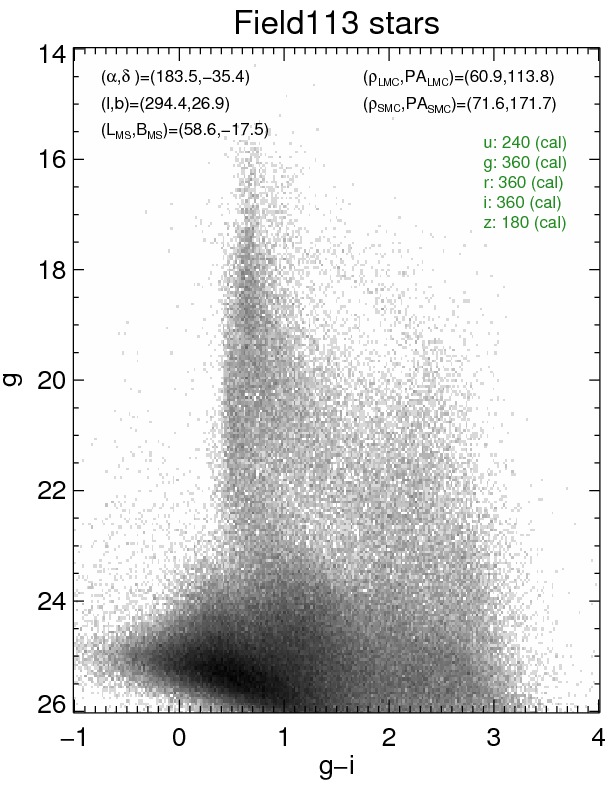 Field113 stars
(α,δ)=(183.5,−35.4)
(ρLMC,PALMC)=(60.9,113.8)
(l,b)=(294.4,26.9)
(ρSMC,PASMC)=(71.6,171.7)
(LMS,BMS)=(58.6,−17.5)
u: 240 (cal)
g: 360 (cal)
r: 360 (cal)
i: 360 (cal)
z: 180 (cal)
14
16
18
20
22
24
26
g
−1 0 1 2 3 4
g−i